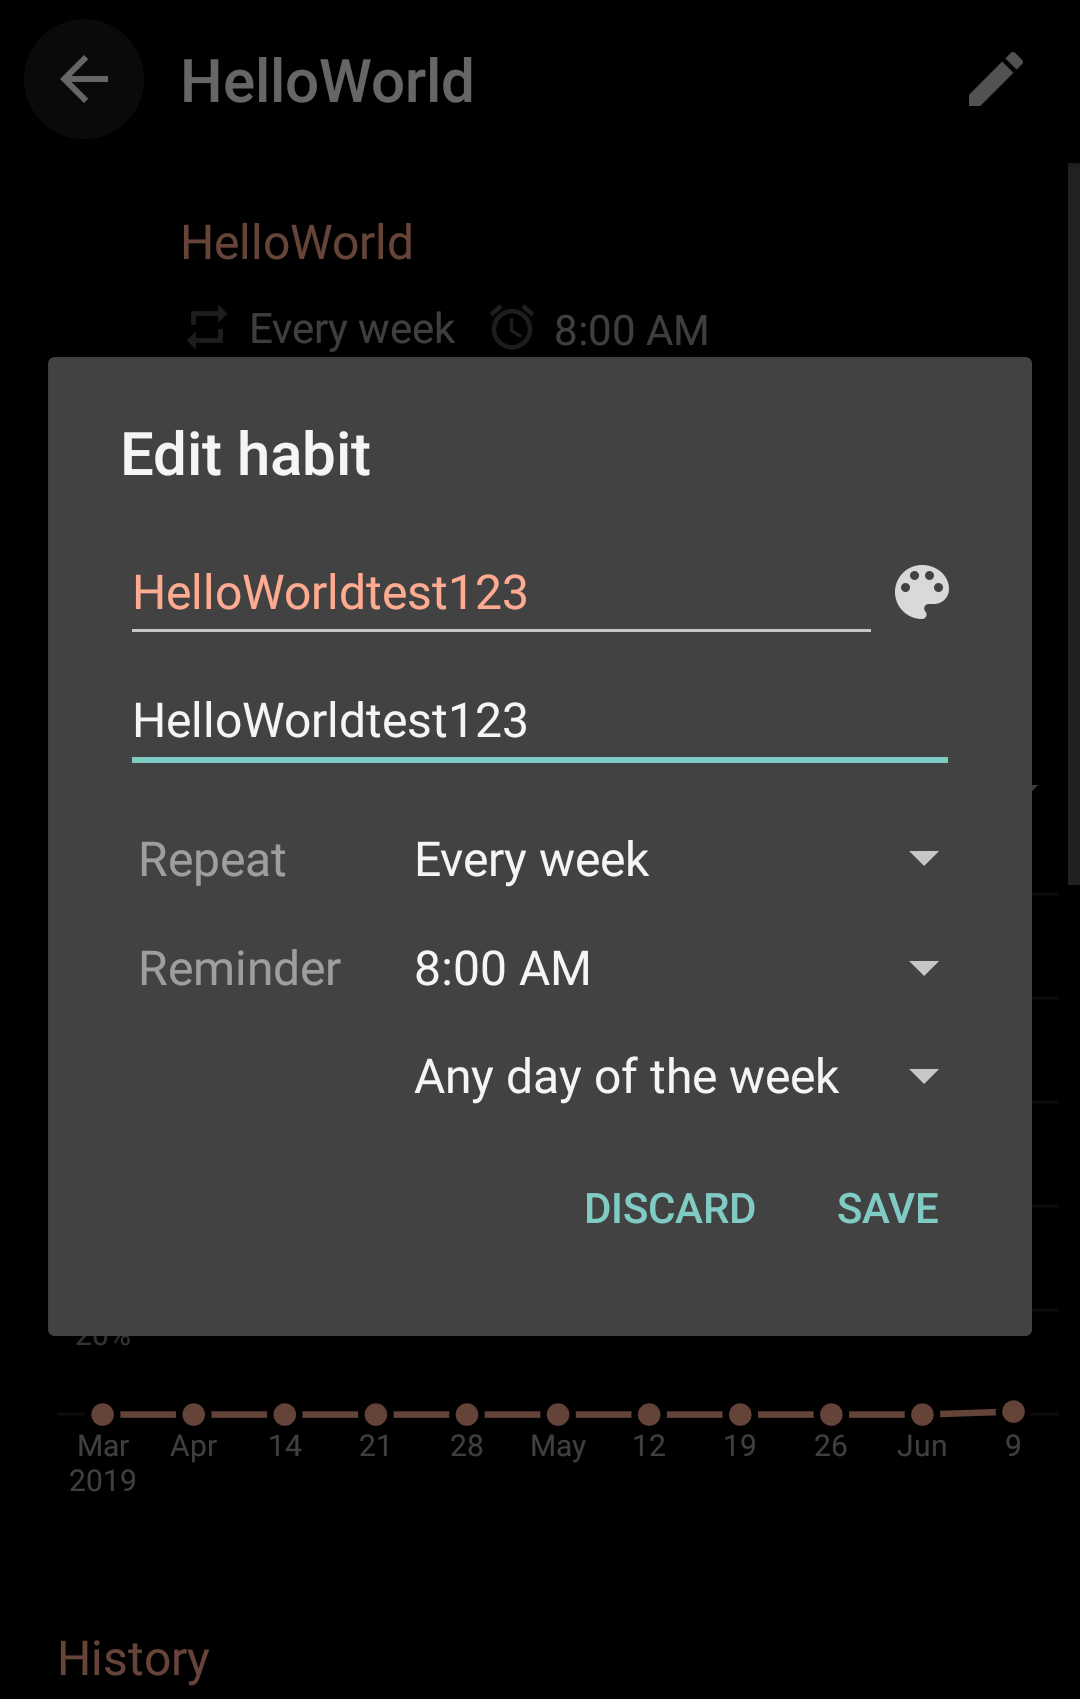 HelloWorld
HelloWorld
Every week 8:00 AM
Edit habit
HelloWorldtest123
HelloWorldtest123
Repeat Every week
Reminder 8:00 AM
Any day of the week
DISCARD SAVE
20%
Mar Apr 14 21 28 May 12 19 26 Jun 9
2019
History